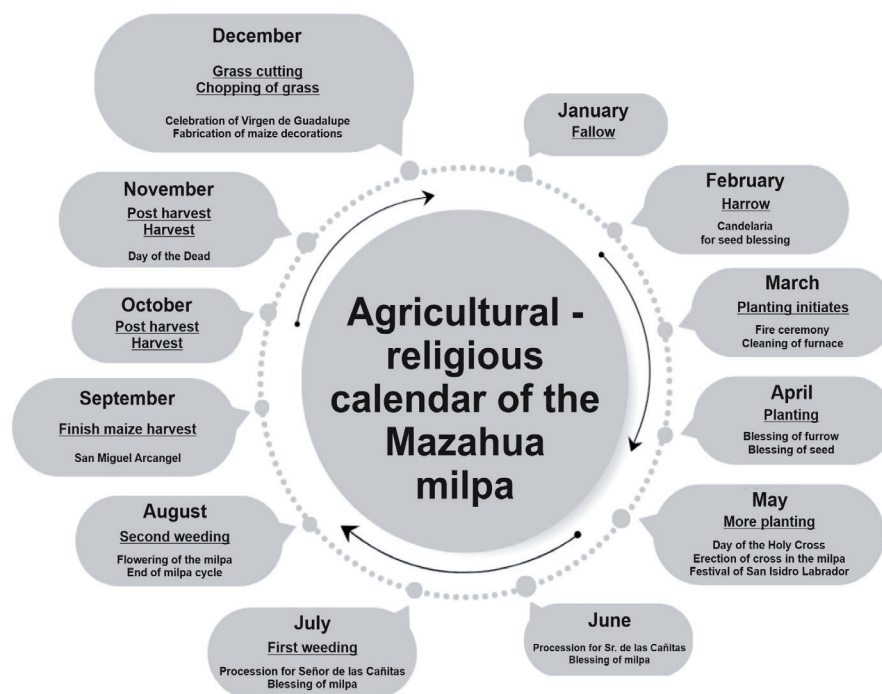 December
Grass cutting
Chopping of grass
Celebration of Virgen de Guadalupe
Fabrication of maize decorations
January
Fallow
February
Harrow
Candelaria
for seed blessing
March
Planting initiates
Fire ceremony
Cleaning of furnace
April
Planting
Blessing of furrow
Blessing of seed
May
More planting
Day of the Holy Cross
Erection of cross in the milpa
Festival of San Isidro Labrador
June
Procession for Sr. de las Cañitas
Blessing of milpa
July
First weeding
Procession for Señor de las Cañitas
Blessing of milpa
August
Second weeding
Flowering of the milpa
End of milpa cycle
September
Finish maize harvest
San Miguel Arcangel
October
Post harvest
Harvest
November
Post harvest
Harvest
Day of the Dead
Agricultural -
religious
calendar of the
Mazahua
milpa